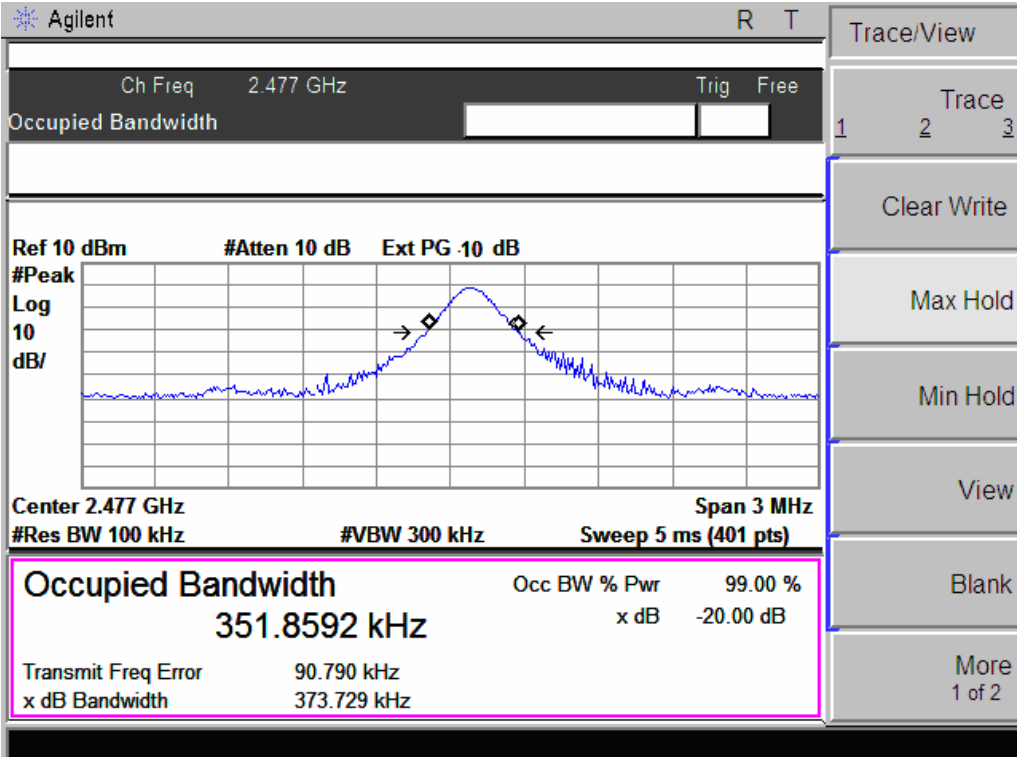 Agilent R T
Trace/View
Ch Freq 2.477 GHz Trig Free
Occupied Bandwidth
Trace
1 2 3
Clear Write
Max Hold
Min Hold
View
Blank
More
1 of 2
Ref 10 dBm #Atten 10 dB Ext PG -10 dB
#Peak
Log
10
dB/
Center 2.477 GHz Span 3 MHz
#Res BW 100 kHz #VBW 300 kHz Sweep 5 ms (401 pts)
Occupied Bandwidth Occ BW % Pwr 99.00 %
351.8592 kHz x dB -20.00 dB
Transmit Freq Error 90.790 kHz
x dB Bandwidth 373.729 kHz